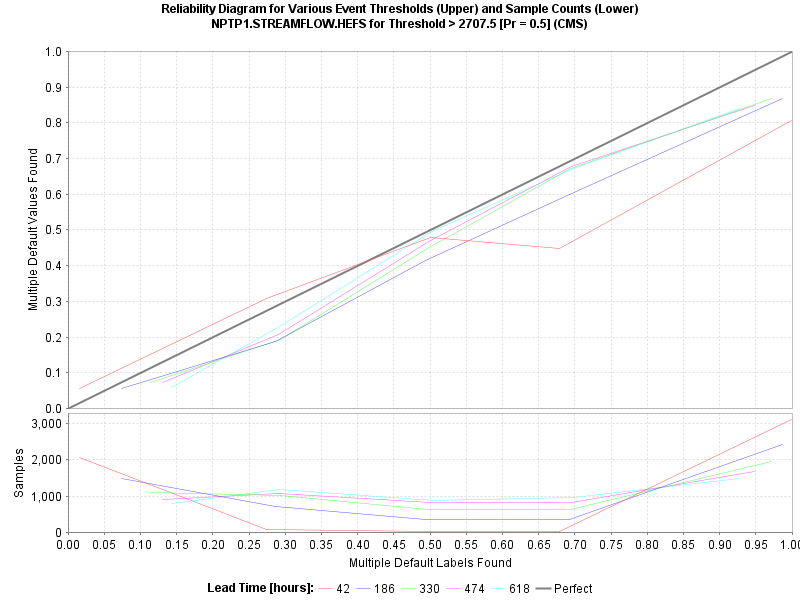 Reliability Diagram for Various Event Thresholds (Upper) and Sample Counts (Lower)
NPTP1.STREAMFLOW.HEFS for Threshold > 2707.5 [Pr = 0.5] (CMS)
1.0
0.9
0.8
0.7
0.6
0.5
0.4
0.3
0.2
0.1
0.0
Multiple Default Values Found
3,000
2,000
1,000
0
Samples
0.00 0.05 0.10 0.15 0.20 0.25 0.30 0.35 0.40 0.45 0.50 0.55 0.60 0.65 0.70 0.75 0.80 0.85 0.90 0.95 1.00
Multiple Default Labels Found
Lead Time [hours]: 42 186 330 474 618 Perfect